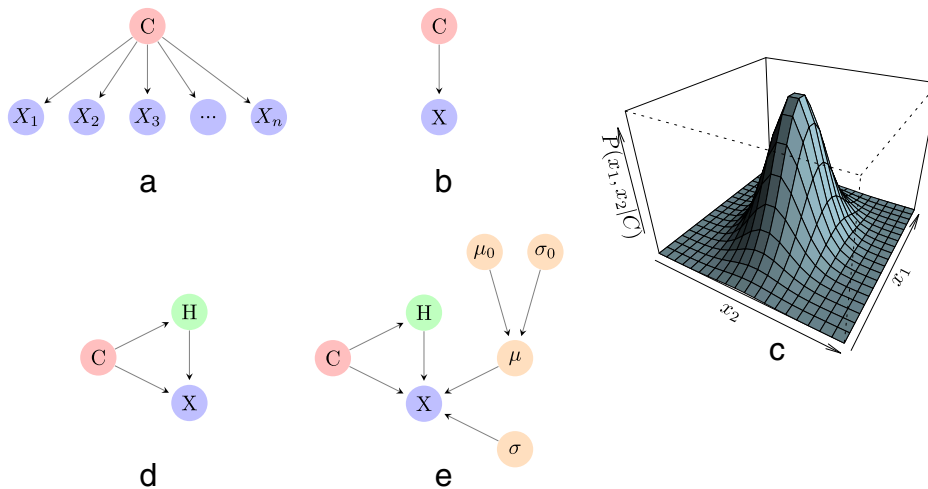 C
X₁ X₂ X₃ ... Xₙ
a
C
X
b
P(x₁, x₂|C)
x₂
x₁
c
C
H
X
d
μ₀
σ₀
H
C
μ
X
σ
e